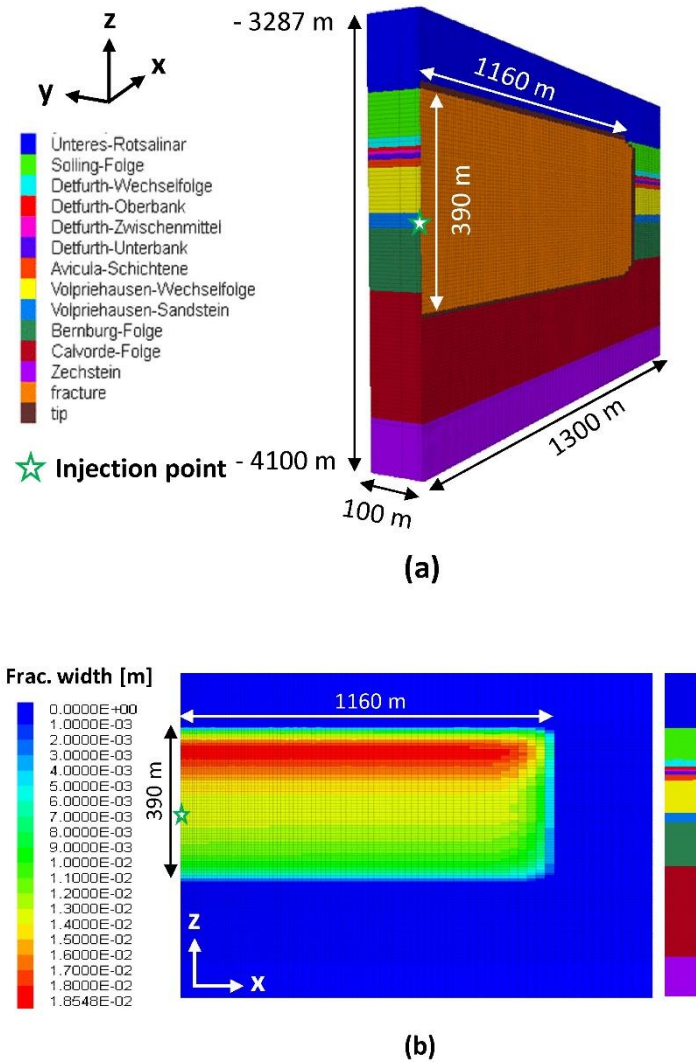 z
x
y
Unteres-Rotsalinar
Solling-Folge
Detfurth-Wechselfolge
Detfurth-Oberbank
Detfurth-Zwischenmittel
Detfurth-Unterbank
Avicula-Schichtene
Volpriehausen-Wechselfolge
Volpriehausen-Sandstein
Bernburg-Folge
Calvorde-Folge
Zechstein
fracture
tip
Injection point
- 3287 m
1160 m
390 m
- 4100 m
100 m
1300 m
(a)
Frac. width [m]
0.0000E+00
1.0000E-03
2.0000E-03
3.0000E-03
4.0000E-03
5.0000E-03
6.0000E-03
7.0000E-03
8.0000E-03
9.0000E-03
1.0000E-02
1.1000E-02
1.2000E-02
1.3000E-02
1.4000E-02
1.5000E-02
1.6000E-02
1.7000E-02
1.8000E-02
1.8548E-02
1160 m
390 m
z
x
(b)